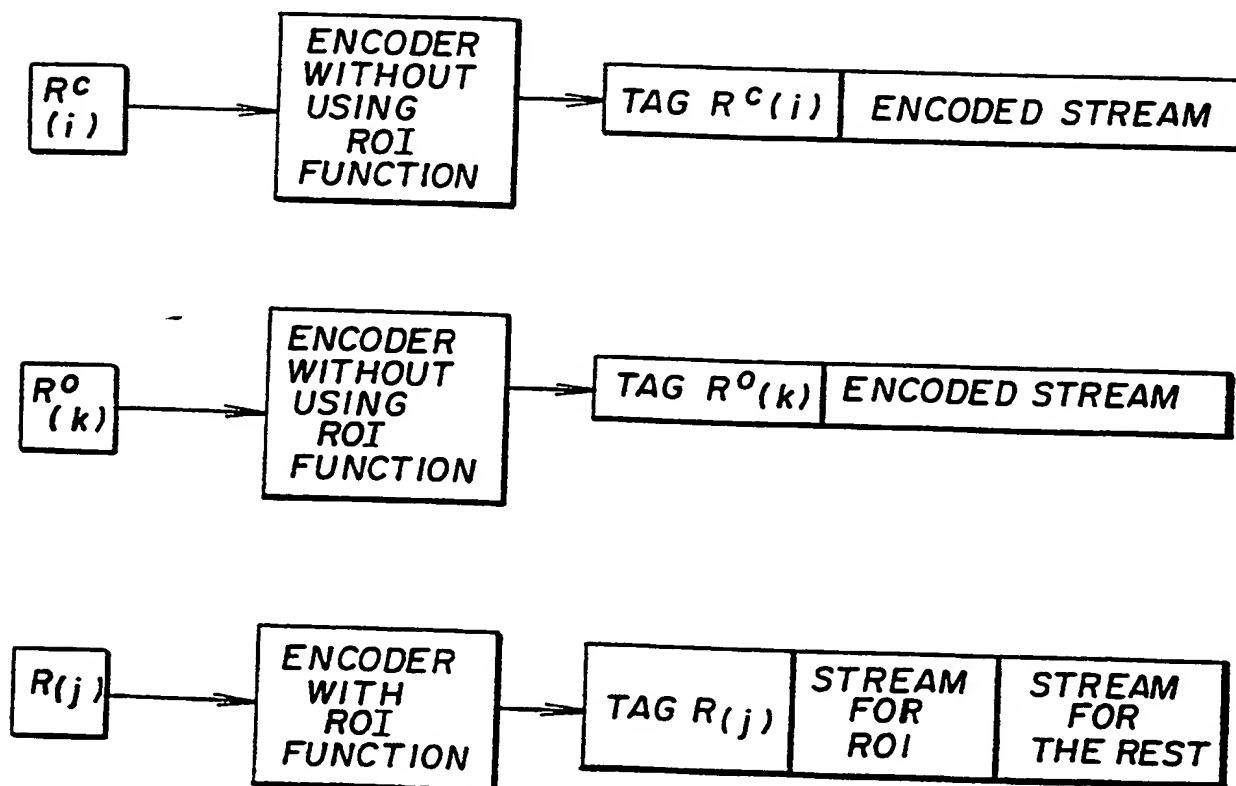 R^c
(i)
ENCODER
WITHOUT
USING
ROI
FUNCTION
TAG R^c(i)
ENCODED STREAM
R^o
(k)
ENCODER
WITHOUT
USING
ROI
FUNCTION
TAG R^o(k)
ENCODED STREAM
R(j)
ENCODER
WITH
ROI
FUNCTION
TAG R(j)
STREAM
FOR
ROI
STREAM
FOR
THE REST